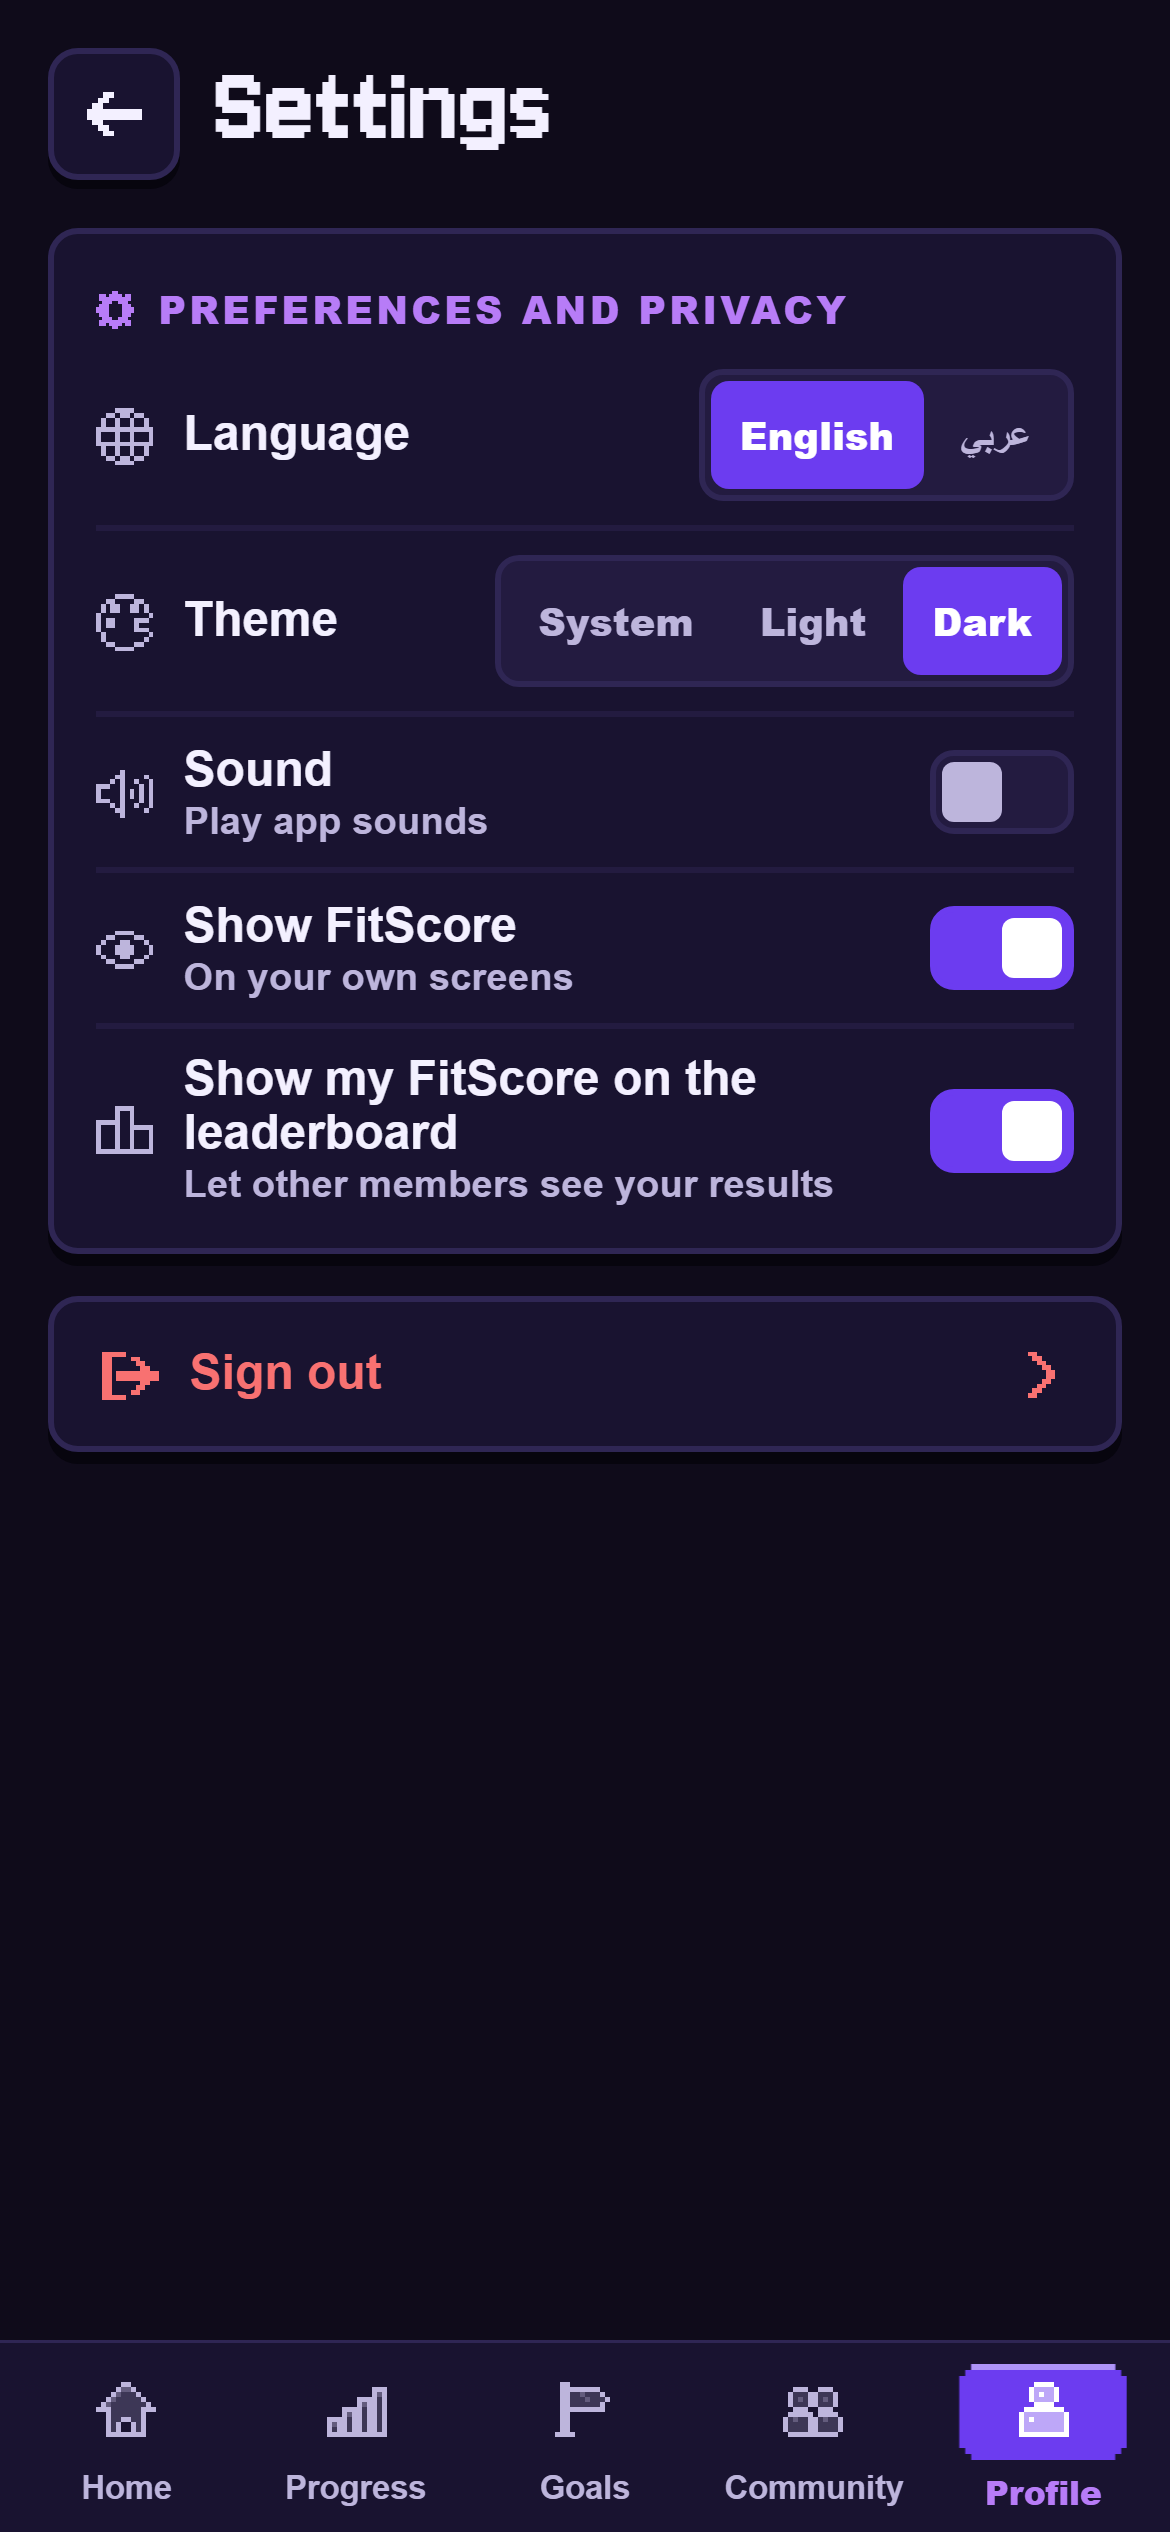 Settings
PREFERENCES AND PRIVACY
Language
English
عربي
Theme
System
Light
Dark
Sound
Play app sounds
Show FitScore
On your own screens
Show my FitScore on the
leaderboard
Let other members see your results
Sign out
Home
Progress
Goals
Community
Profile